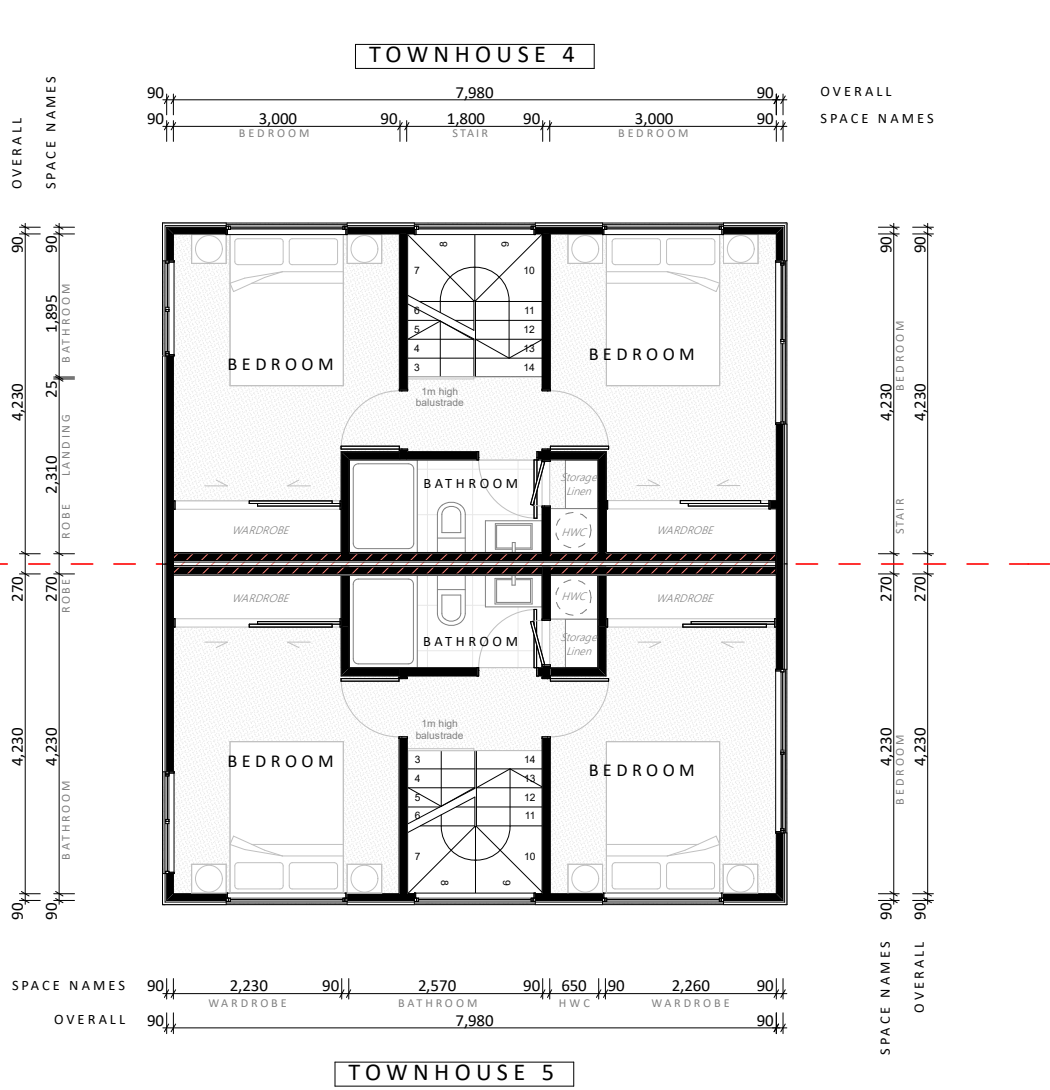 TOWNHOUSE 4
90 7,980 90 OVERALL
90 3,000 90 1,800 90 3,000 90 SPACE NAMES
BEDROOM STAIR BEDROOM
OVERALL
SPACE NAMES
90 4,230 270 4,230 90
90 1,895 25 2,310 270 4,230 90
BATHROOM
LANDING
ROBE
ROBE
BATHROOM
8 9
7 10
6 11
5 12
4 13
3 14
BEDROOM
BEDROOM
1m high
balustrade
BATHROOM
Storage
Linen
WARDROBE
HWC
WARDROBE
WARDROBE
HWC
WARDROBE
BATHROOM
Storage
Linen
1m high
balustrade
BEDROOM
BEDROOM
3 14
4 13
5 12
6 11
7 10
8 9
90 4,230 270 4,230 90
BEDROOM
STAIR
BEDROOM
90 4,230 270 4,230 90
SPACE NAMES
OVERALL
SPACE NAMES 90 2,230 90 2,570 90 650 90 2,260 90
WARDROBE BATHROOM HWC WARDROBE
OVERALL 90 7,980 90
TOWNHOUSE 5